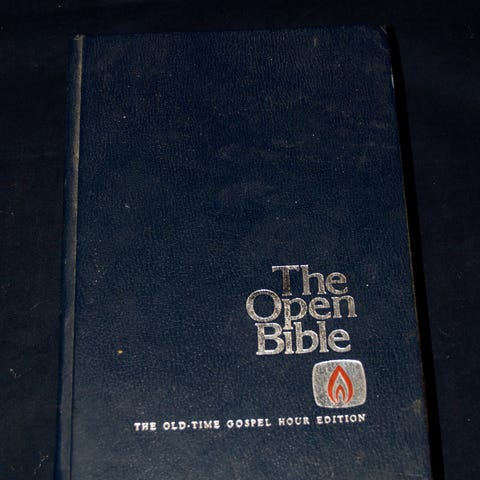 The
Open
Bible
THE OLD-TIME GOSPEL HOUR EDITION